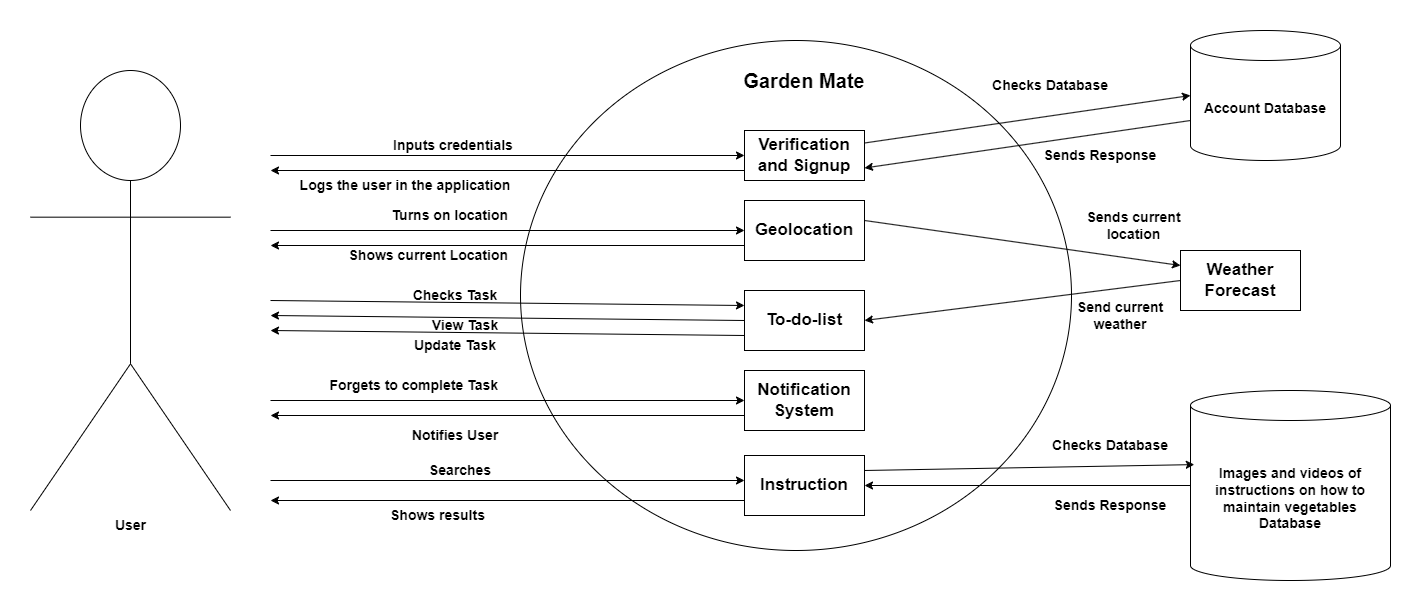 Garden Mate
Checks Database
Account Database
Inputs credentials
Verification
and Signup
Sends Response
Logs the user in the application
Turns on location
Geolocation
Sends current
location
Shows current Location
Weather
Forecast
Checks Task
To-do-list
Send current
weather
View Task
Update Task
Forgets to complete Task
Notification
System
Notifies User
Checks Database
Searches
Instruction
Images and videos of
instructions on how to
maintain vegetables
Database
Sends Response
Shows results
User